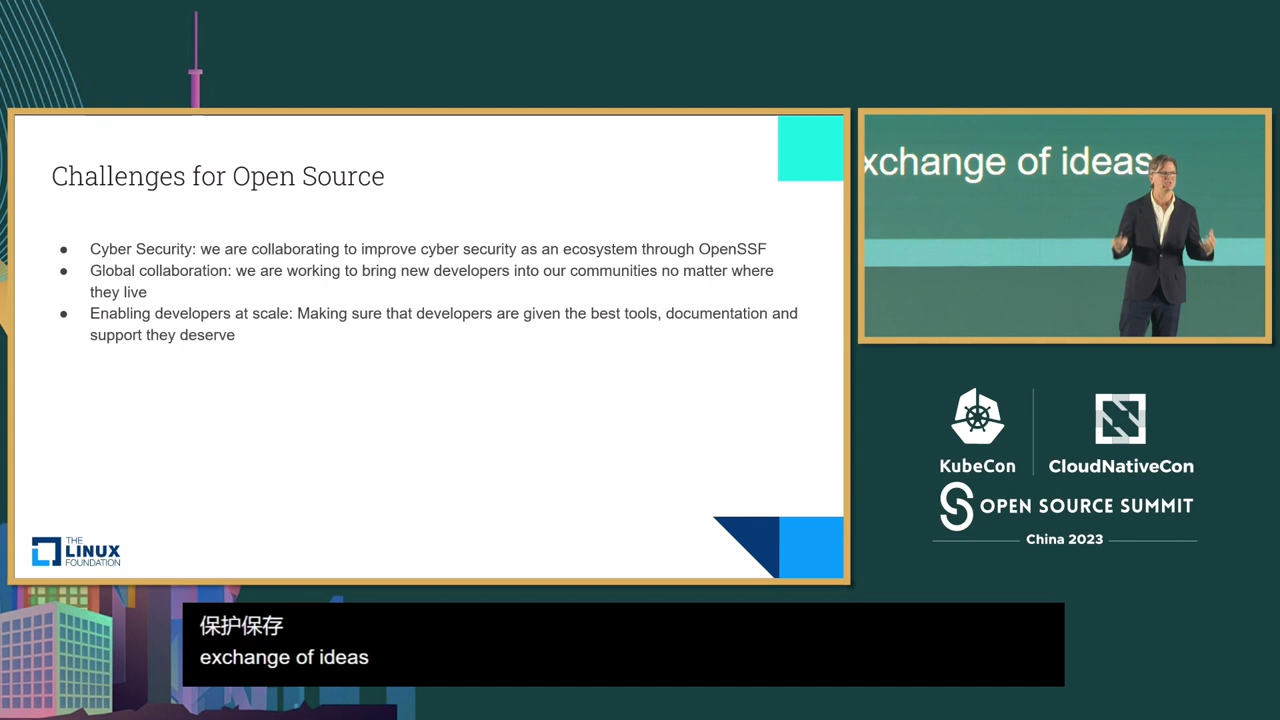 Challenges for Open Source
● Cyber Security: we are collaborating to improve cyber security as an ecosystem through OpenSSF
● Global collaboration: we are working to bring new developers into our communities no matter where
they live
● Enabling developers at scale: Making sure that developers are given the best tools, documentation and
support they deserve
THE
LINUX
FOUNDATION
xchange of ideas
KubeCon
CloudNativeCon
OPEN SOURCE SUMMIT
China 2023
保护保存
exchange of ideas